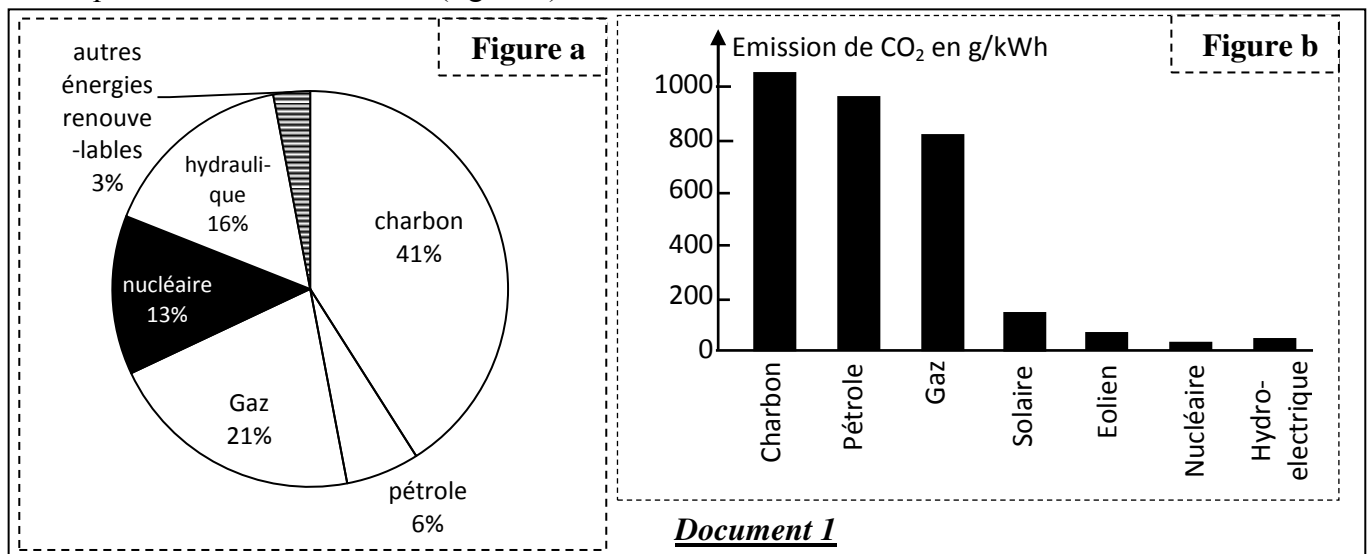 Figure a
autres
énergies
renouve
-lables
3%
hydrauli-
que
16%
charbon
41%
nucléaire
13%
Gaz
21%
pétrole
6%
Figure b
Emission de CO₂ en g/kWh
1000
800
600
400
200
0
Charbon
Pétrole
Gaz
Solaire
Eolien
Nucléaire
Hydro-
electrique
Document 1